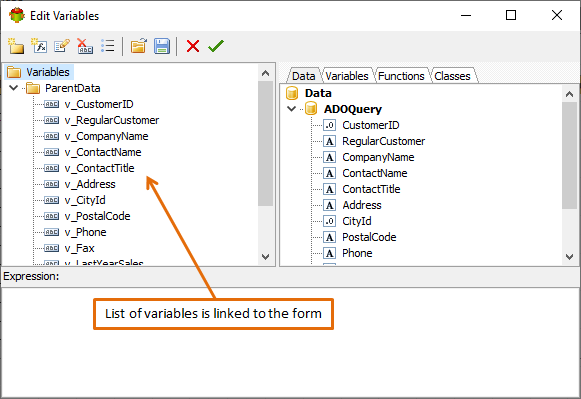 Edit Variables
Variables
ParentData
v_CustomerID
v_RegularCustomer
v_CompanyName
v_ContactName
v_ContactTitle
v_Address
v_CityId
v_PostalCode
v_Phone
v_Fax
v_LastYearSales
Data Variables Functions Classes
Data
ADOQuery
CustomerID
RegularCustomer
CompanyName
ContactName
ContactTitle
Address
CityId
PostalCode
Phone
Expression:
List of variables is linked to the form